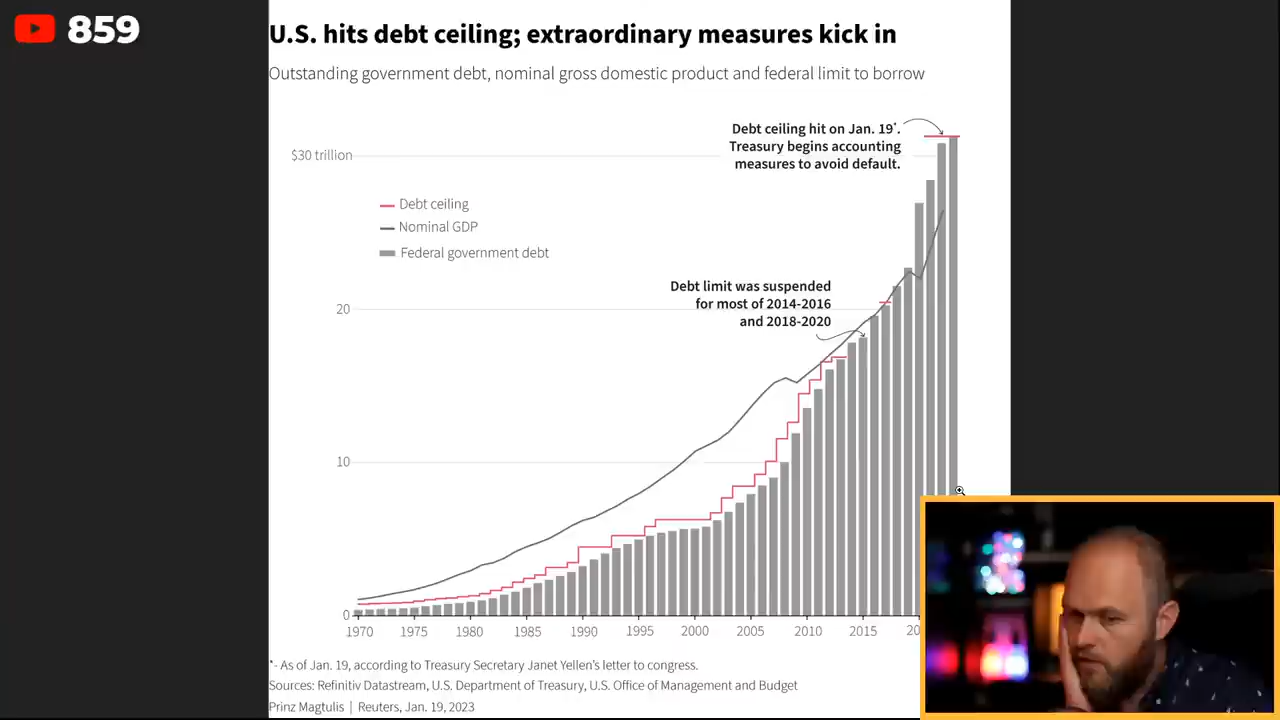 859
U.S. hits debt ceiling; extraordinary measures kick in
Outstanding government debt, nominal gross domestic product and federal limit to borrow
Debt ceiling hit on Jan. 19*.
Treasury begins accounting
measures to avoid default.
$30 trillion
Debt ceiling
Nominal GDP
Federal government debt
Debt limit was suspended
for most of 2014-2016
and 2018-2020
20
10
0
1970 1975 1980 1985 1990 1995 2000 2005 2010 2015
*- As of Jan. 19, according to Treasury Secretary Janet Yellen's letter to congress.
Sources: Refinitiv Datastream, U.S. Department of Treasury, U.S. Office of Management and Budget
Prinz Magtulis | Reuters, Jan. 19, 2023